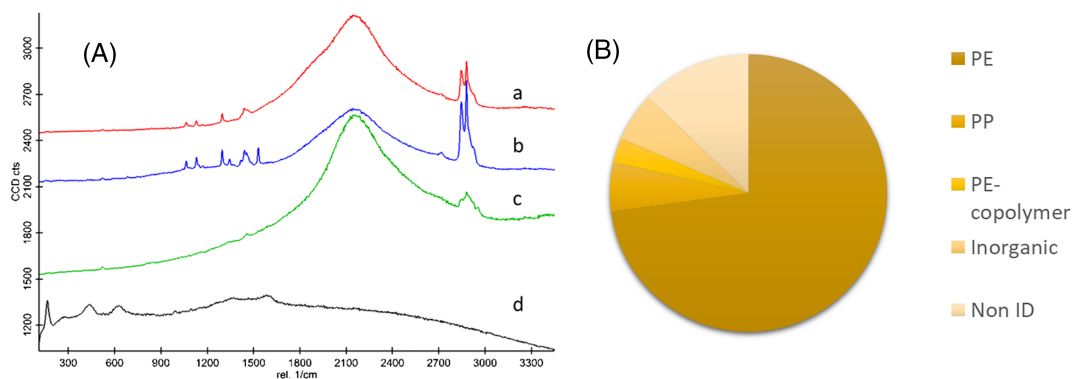 (A)
3000
2700
2400
2100
1800
1500
1200
CCD cts
a
b
c
d
300 600 900 1200 1500 1800 2100 2400 2700 3000 3300
rel. 1/cm
(B)
PE
PP
PE-
copolymer
Inorganic
Non ID